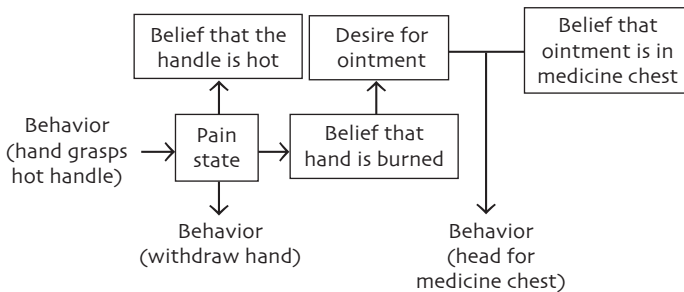 Belief that the
handle is hot
Desire for
ointment
Belief that
ointment is in
medicine chest
Behavior
(hand grasps
hot handle)
Pain
state
Belief that
hand is burned
Behavior
(withdraw hand)
Behavior
(head for
medicine chest)